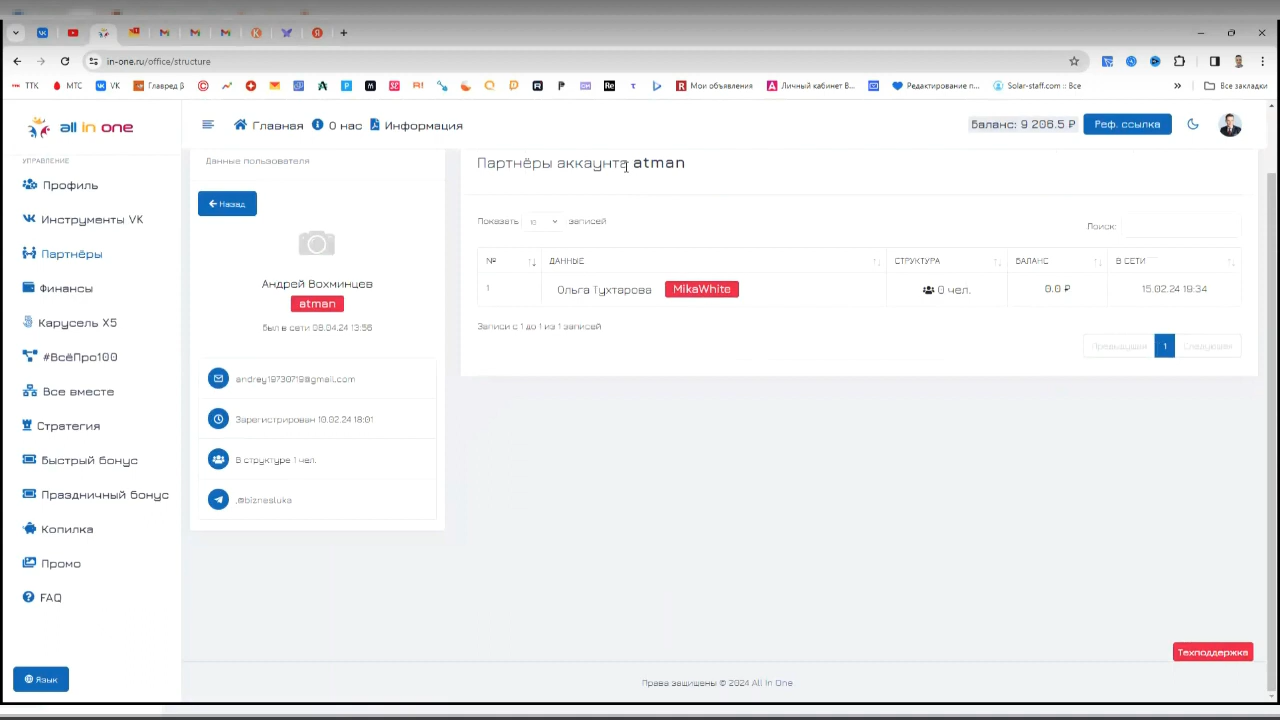 in-one.ru/office/structure
ТТК МТС VK Главред Мои объявления Личный кабинет В... Редактирование п... Solar-staff.com :: Все » Все закладки
all in one
Главная О нас Информация
Баланс: 9 206.5 ₽ Реф. ссылка
УПРАВЛЕНИЕ
Профиль
Инструменты VK
Партнёры
Финансы
Карусель X5
#ВсёПро100
Все вместе
Стратегия
Быстрый бонус
Праздничный бонус
Копилка
Промо
FAQ
Язык
Данные пользователя
Назад
Андрей Вохминцев
atman
был в сети 08.04.24 13:56
andrey19730719@gmail.com
Зарегистрирован 10.02.24 18:01
В структуре 1 чел.
.@biznesluka
Партнёры аккаунта atman
Показать 10 записей
Поиск:
№ ДАННЫЕ СТРУКТУРА БАЛАНС В СЕТИ
1 Ольга Тухтарова MikaWhite 0 чел. 0.0 ₽ 15.02.24 19:34
Записи с 1 до 1 из 1 записей
Предыдущая 1 Следующая
Техподдержка
Права защищены © 2024 All In One